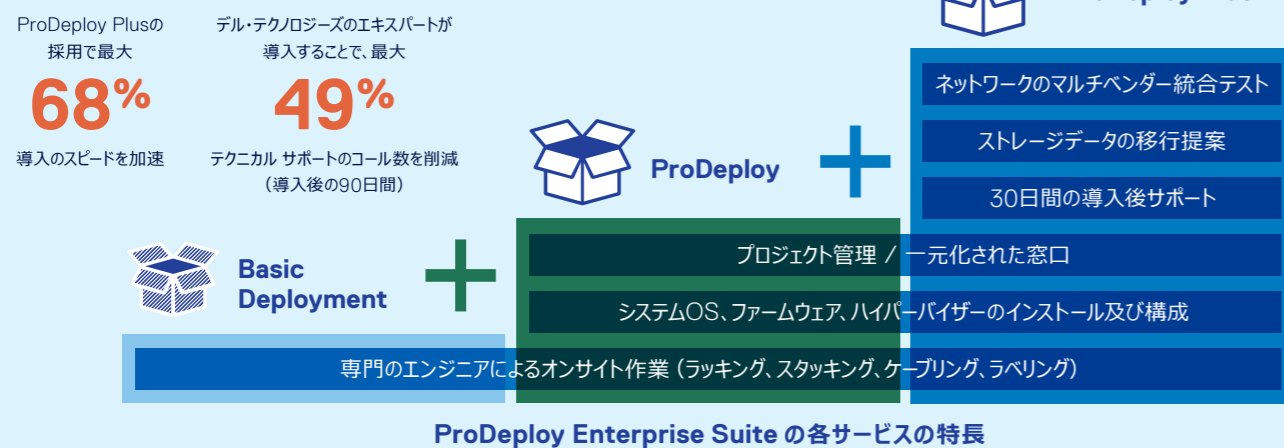 ProDeploy Plusの
採用で最大
68%
導入のスピードを加速
デル・テクノロジーズのエキスパートが
導入することで、最大
49%
テクニカル サポートのコール数を削減
（導入後の90日間）
Basic
Deployment
ProDeploy
ネットワークのマルチベンダー統合テスト
ストレージデータの移行提案
30日間の導入後サポート
プロジェクト管理 / 一元化された窓口
システムOS、ファームウェア、ハイパーバイザーのインストール及び構成
専門のエンジニアによるオンサイト作業（ラッキング、スタッキング、ケーブリング、ラベリング）
ProDeploy Enterprise Suite の各サービスの特長